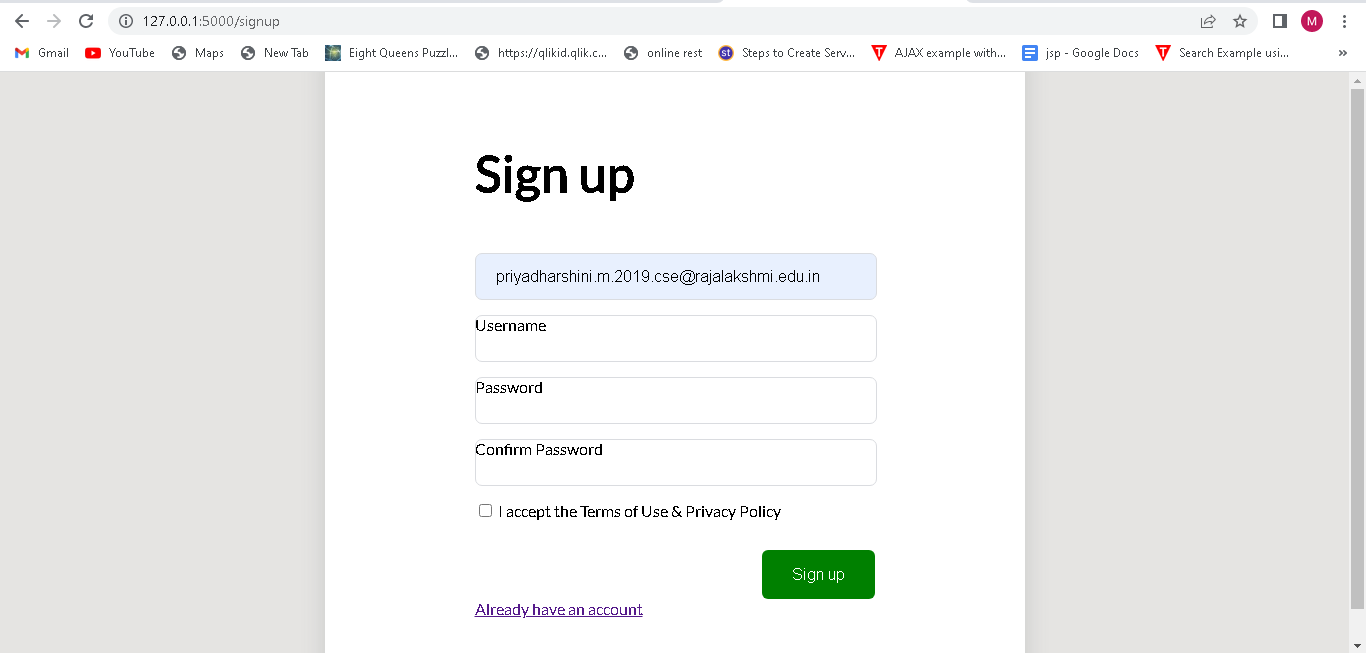 127.0.0.1:5000/signup
M
Gmail YouTube Maps New Tab Eight Queens Puzzl... https://qlikid.qlik.c... online rest st Steps to Create Serv... AJAX example with... jsp - Google Docs Search Example usi... »
Sign up
priyadharshini.m.2019.cse@rajalakshmi.edu.in
Username
Password
Confirm Password
I accept the Terms of Use & Privacy Policy
Sign up
Already have an account